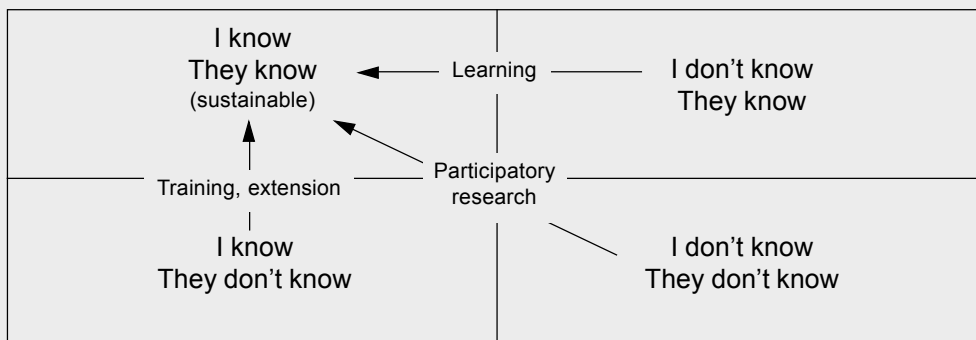 I know
They know
(sustainable)
Learning
I don’t know
They know
Training, extension
Participatory
research
I know
They don’t know
I don’t know
They don’t know